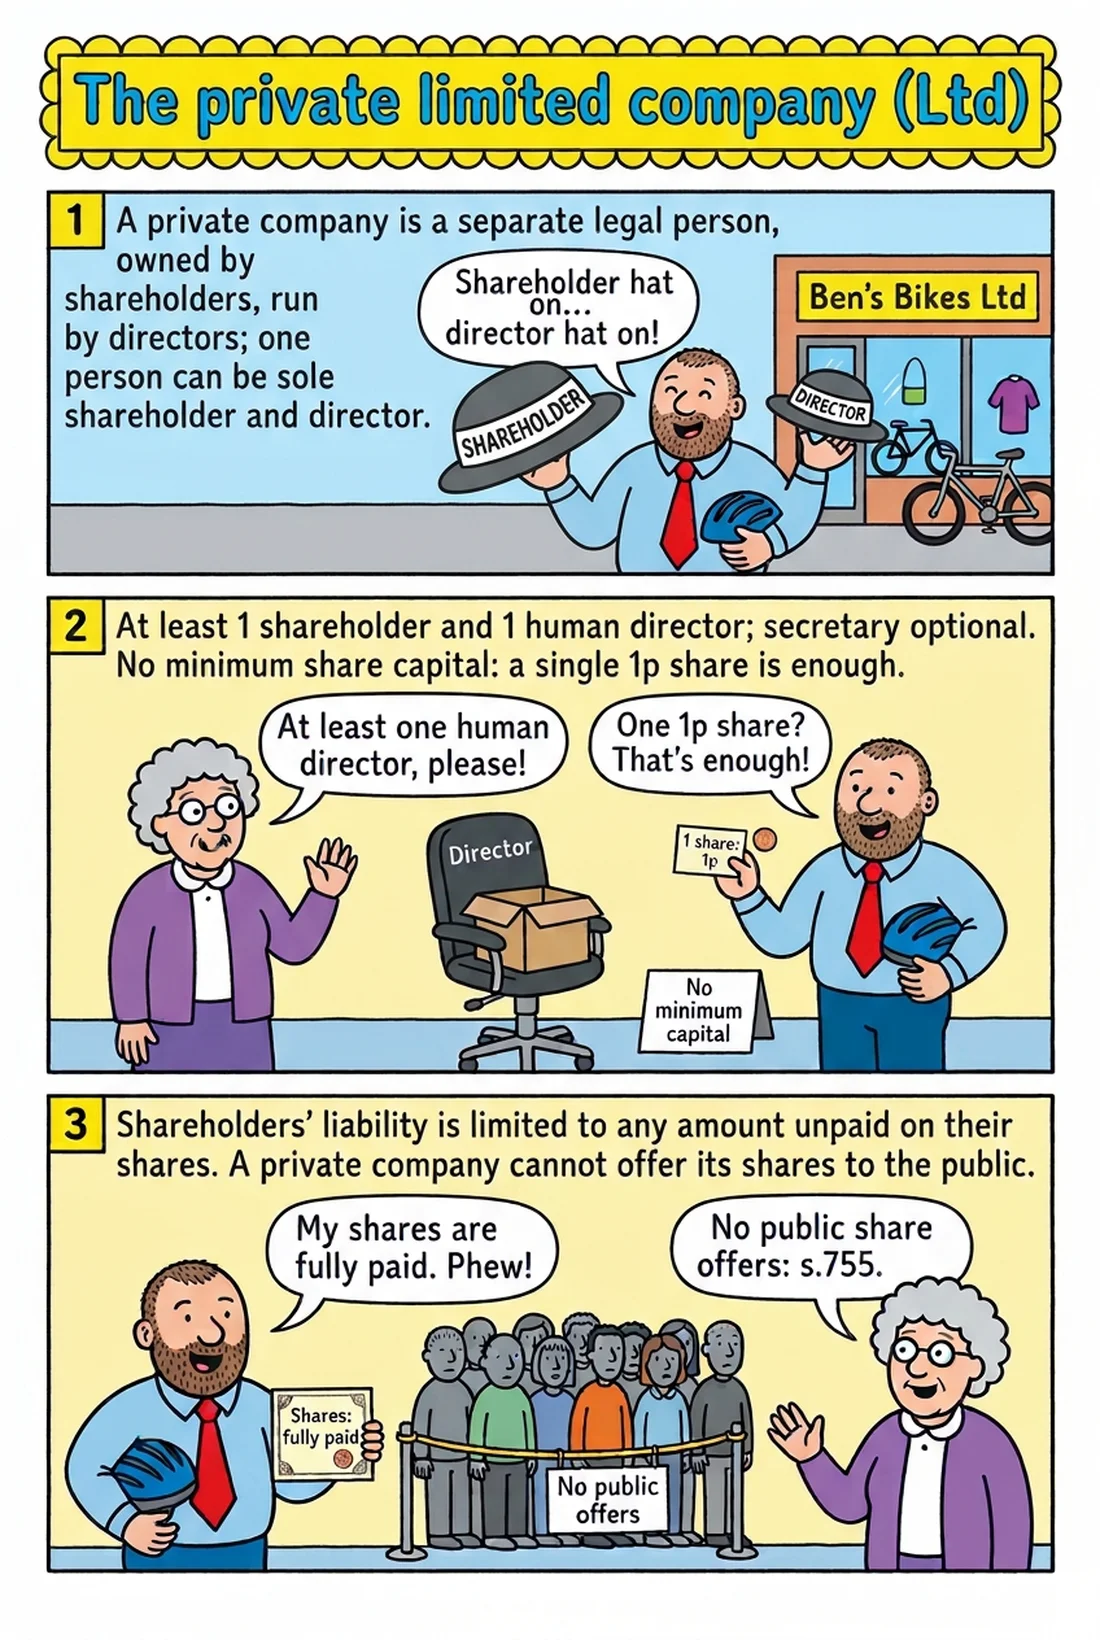 The private limited company (Ltd)
1
A private company is a separate legal person,
owned by
shareholders, run
by directors; one
person can be sole
shareholder and director.
Shareholder hat
on...
director hat on!
Ben's Bikes Ltd
SHAREHOLDER
DIRECTOR
2
At least 1 shareholder and 1 human director; secretary optional.
No minimum share capital: a single 1p share is enough.
At least one human
director, please!
One 1p share?
That's enough!
Director
1 share:
1p
No
minimum
capital
3
Shareholders' liability is limited to any amount unpaid on their
shares. A private company cannot offer its shares to the public.
My shares are
fully paid. Phew!
No public share
offers: s.755.
Shares:
fully paid
No public
offers